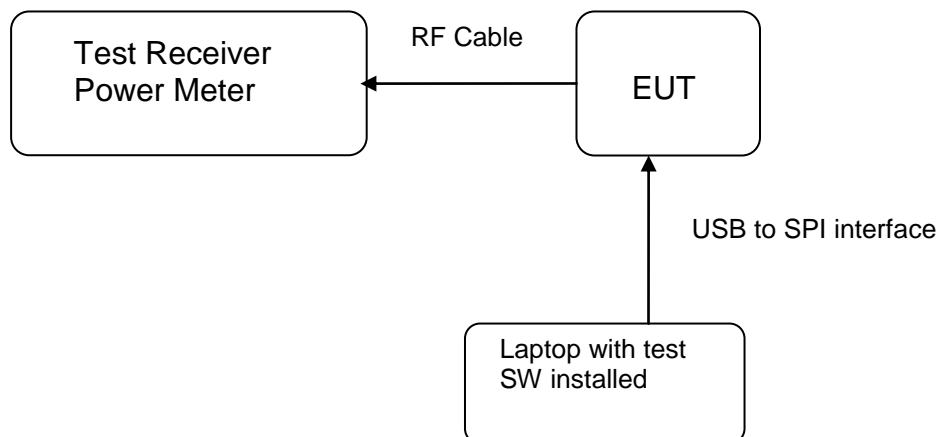 Test Receiver
Power Meter
RF Cable
EUT
USB to SPI interface
Laptop with test
SW installed